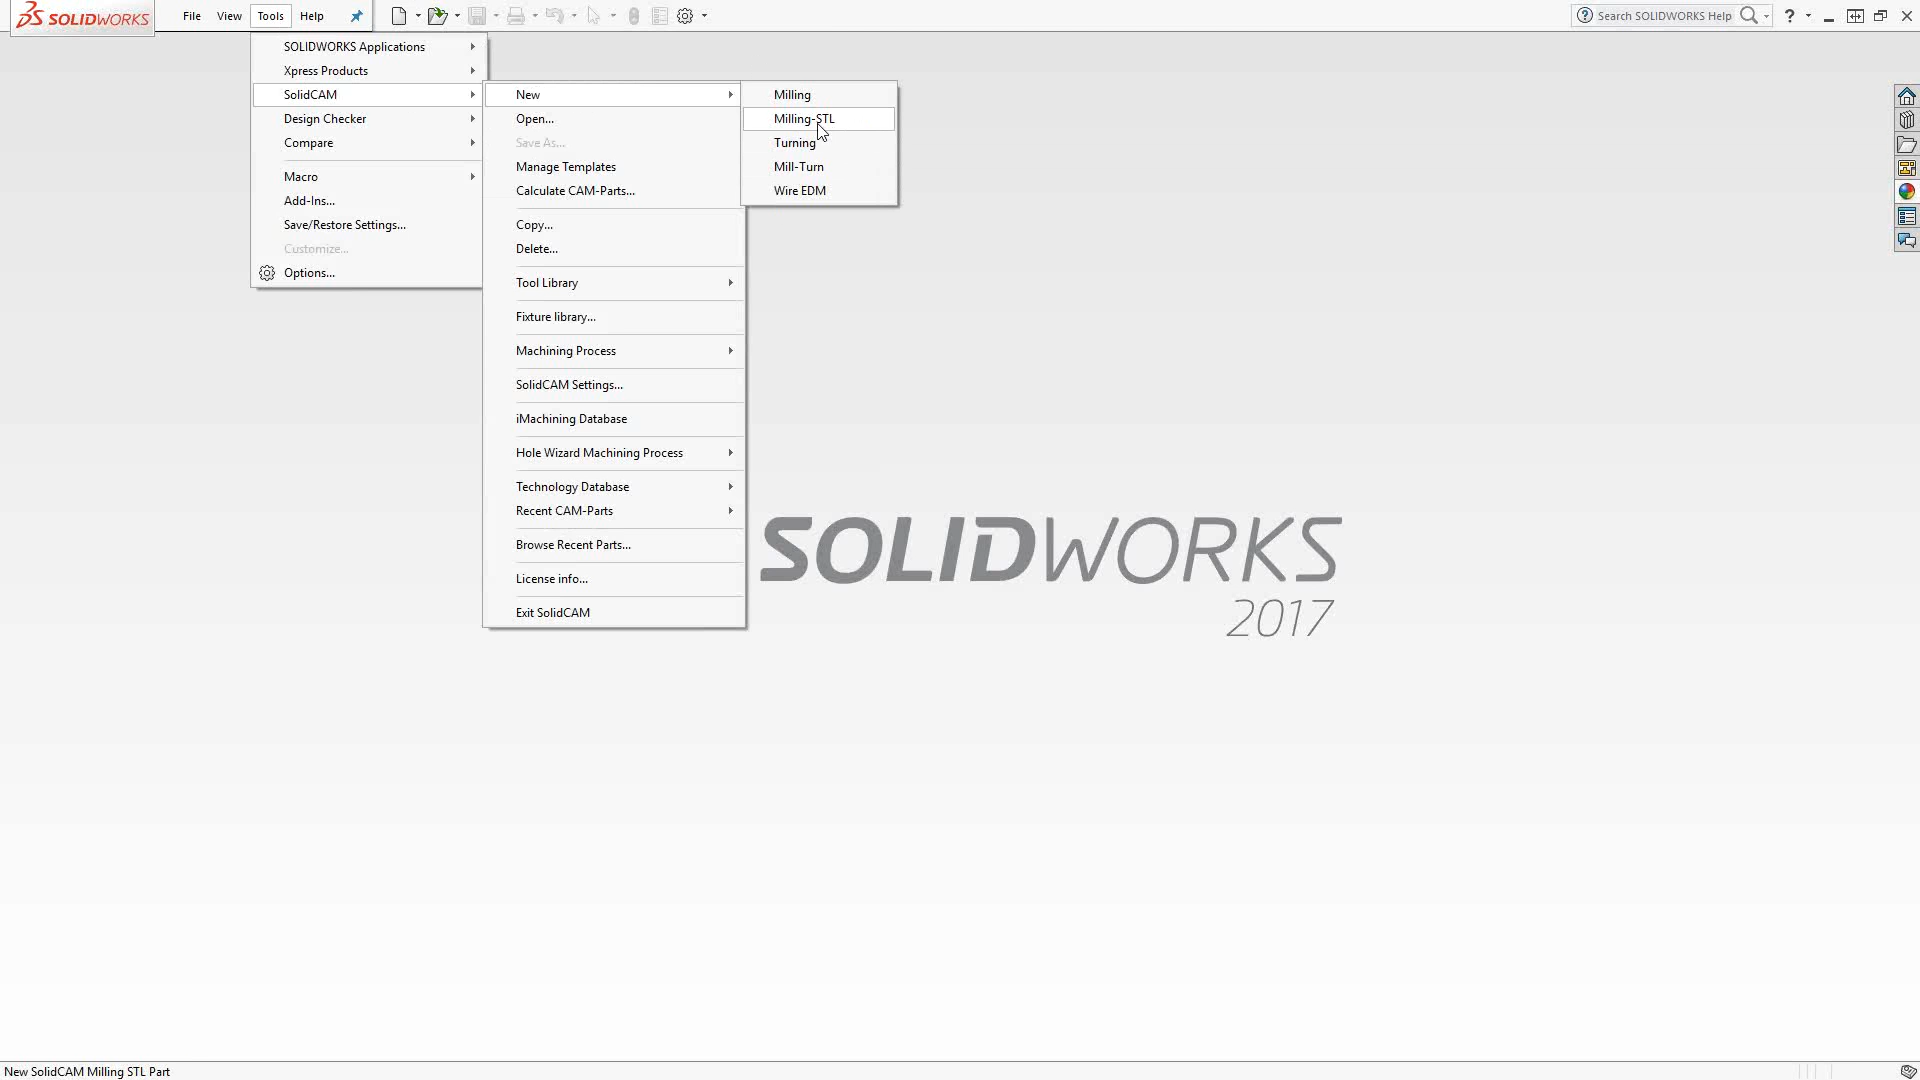 SOLIDWORKS
File View Tools Help
Search SOLIDWORKS Help
?
SOLIDWORKS Applications
Xpress Products
SolidCAM
Design Checker
Compare
Macro
Add-Ins...
Save/Restore Settings...
Customize...
Options...
New
Open...
Save As...
Manage Templates
Calculate CAM-Parts...
Copy...
Delete...
Tool Library
Fixture library...
Machining Process
SolidCAM Settings...
iMachining Database
Hole Wizard Machining Process
Technology Database
Recent CAM-Parts
Browse Recent Parts...
License info...
Exit SolidCAM
Milling
Milling-STL
Turning
Mill-Turn
Wire EDM
SOLIDWORKS
2017
New SolidCAM Milling STL Part